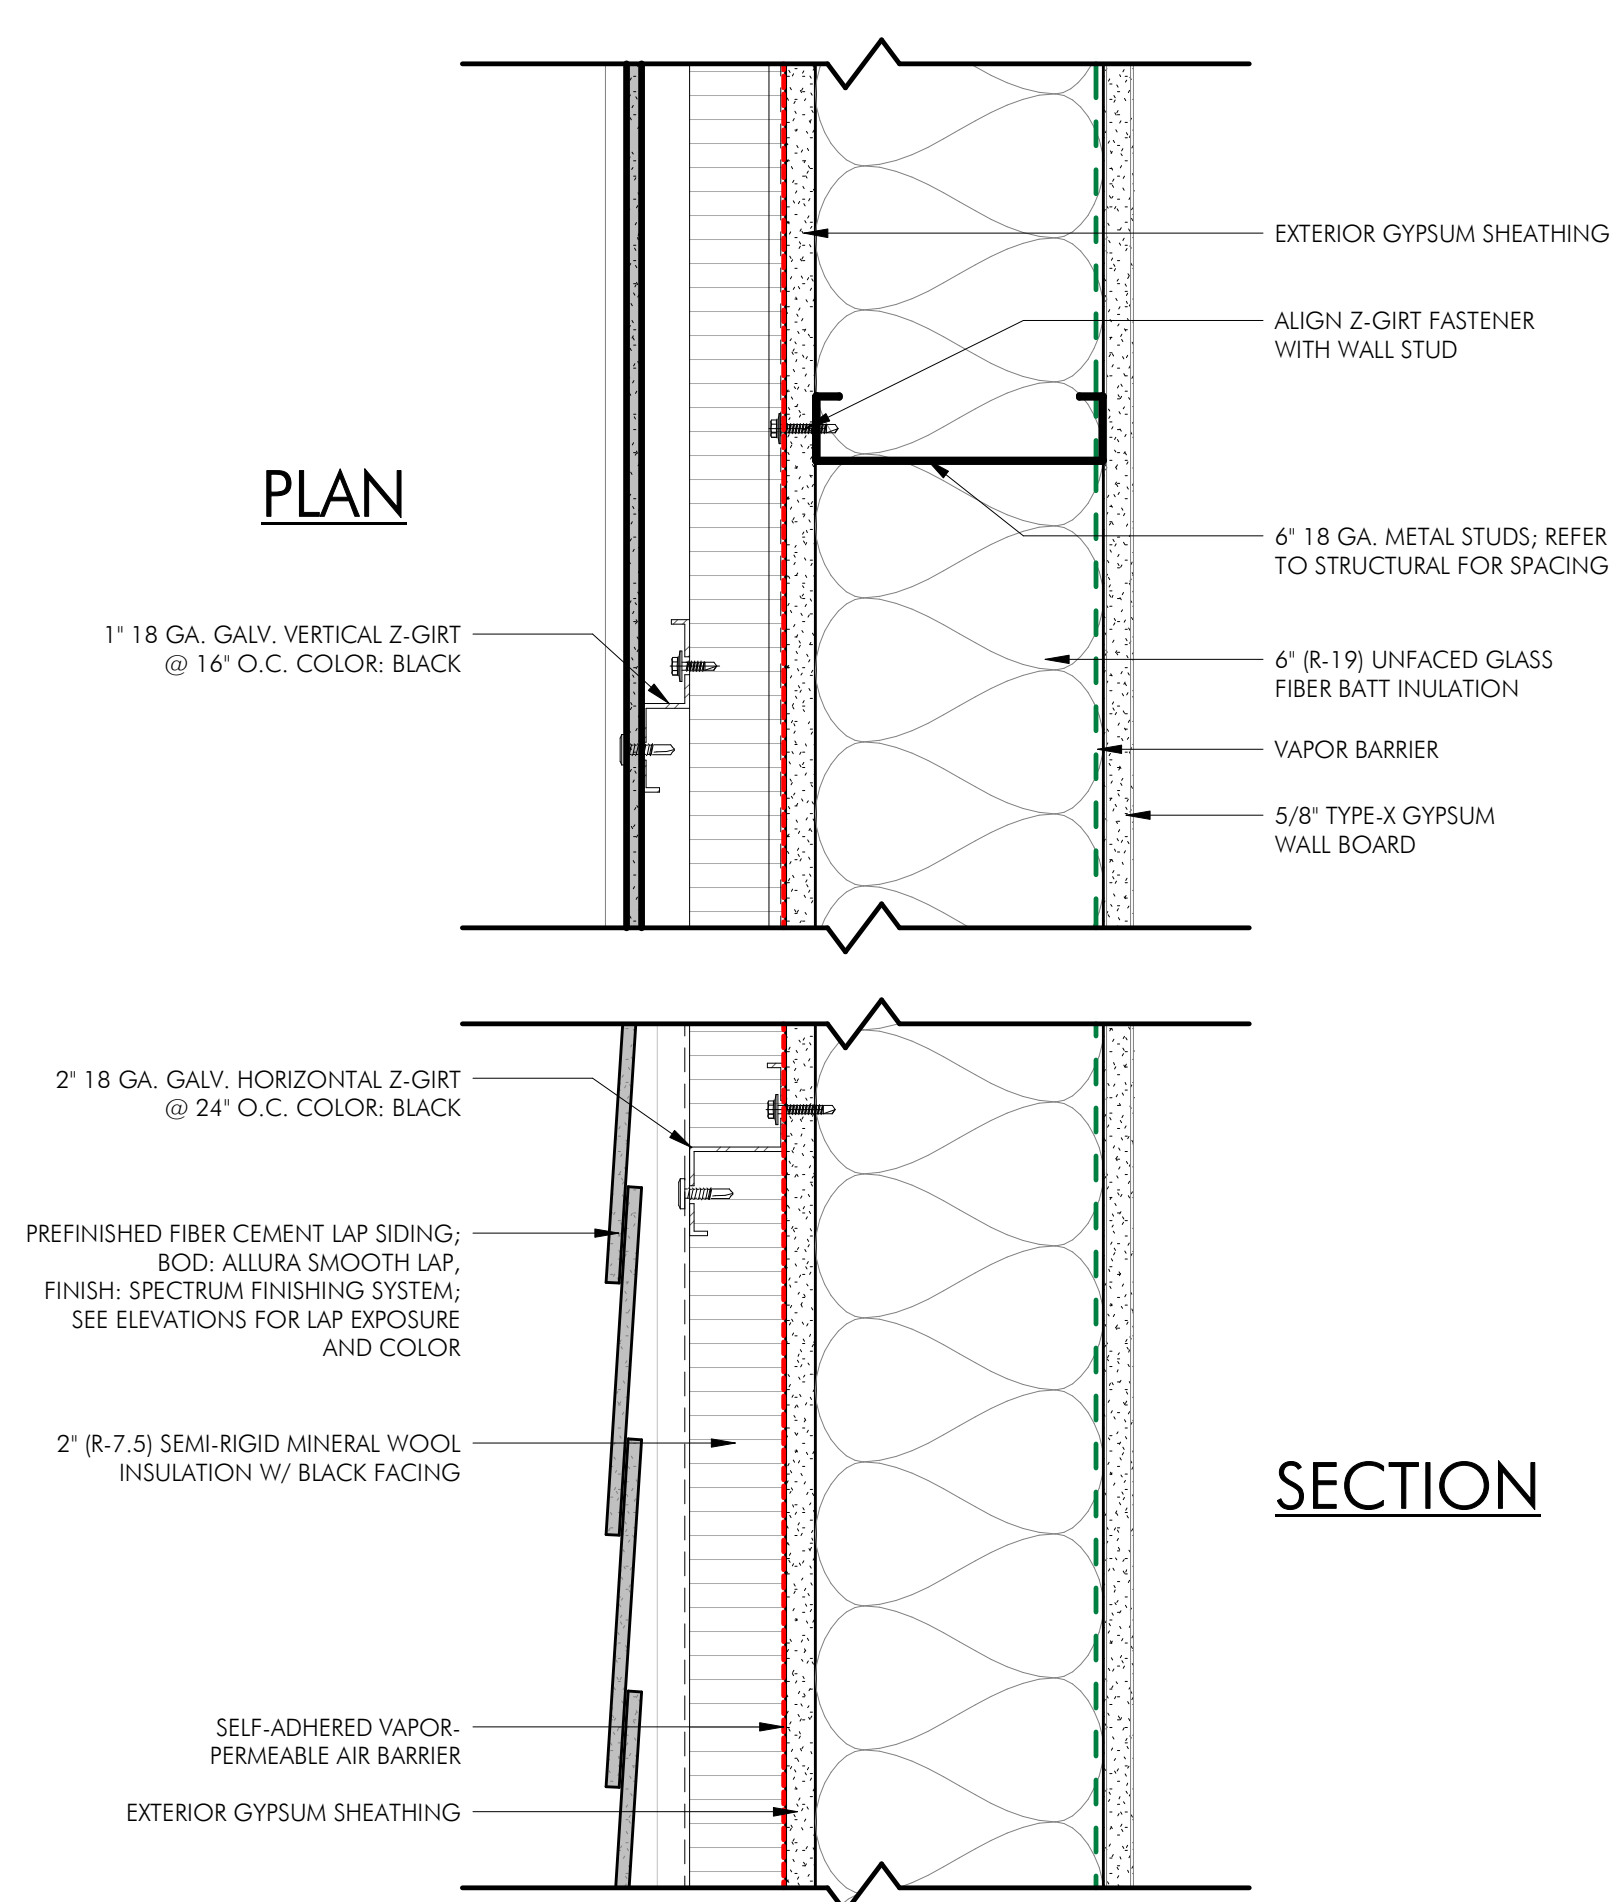 EXTERIOR GYPSUM SHEATHING
ALIGN Z-GIRT FASTENER
WITH WALL STUD
PLAN
6" 18 GA. METAL STUDS; REFER
TO STRUCTURAL FOR SPACING
1" 18 GA. GALV. VERTICAL Z-GIRT
@ 16" O.C. COLOR: BLACK
6" (R-19) UNFACED GLASS
FIBER BATT INULATION
VAPOR BARRIER
5/8" TYPE-X GYPSUM
WALL BOARD
2" 18 GA. GALV. HORIZONTAL Z-GIRT
@ 24" O.C. COLOR: BLACK
PREFINISHED FIBER CEMENT LAP SIDING;
BOD: ALLURA SMOOTH LAP,
FINISH: SPECTRUM FINISHING SYSTEM;
SEE ELEVATIONS FOR LAP EXPOSURE
AND COLOR
2" (R-7.5) SEMI-RIGID MINERAL WOOL
INSULATION W/ BLACK FACING
SECTION
SELF-ADHERED VAPOR-
PERMEABLE AIR BARRIER
EXTERIOR GYPSUM SHEATHING